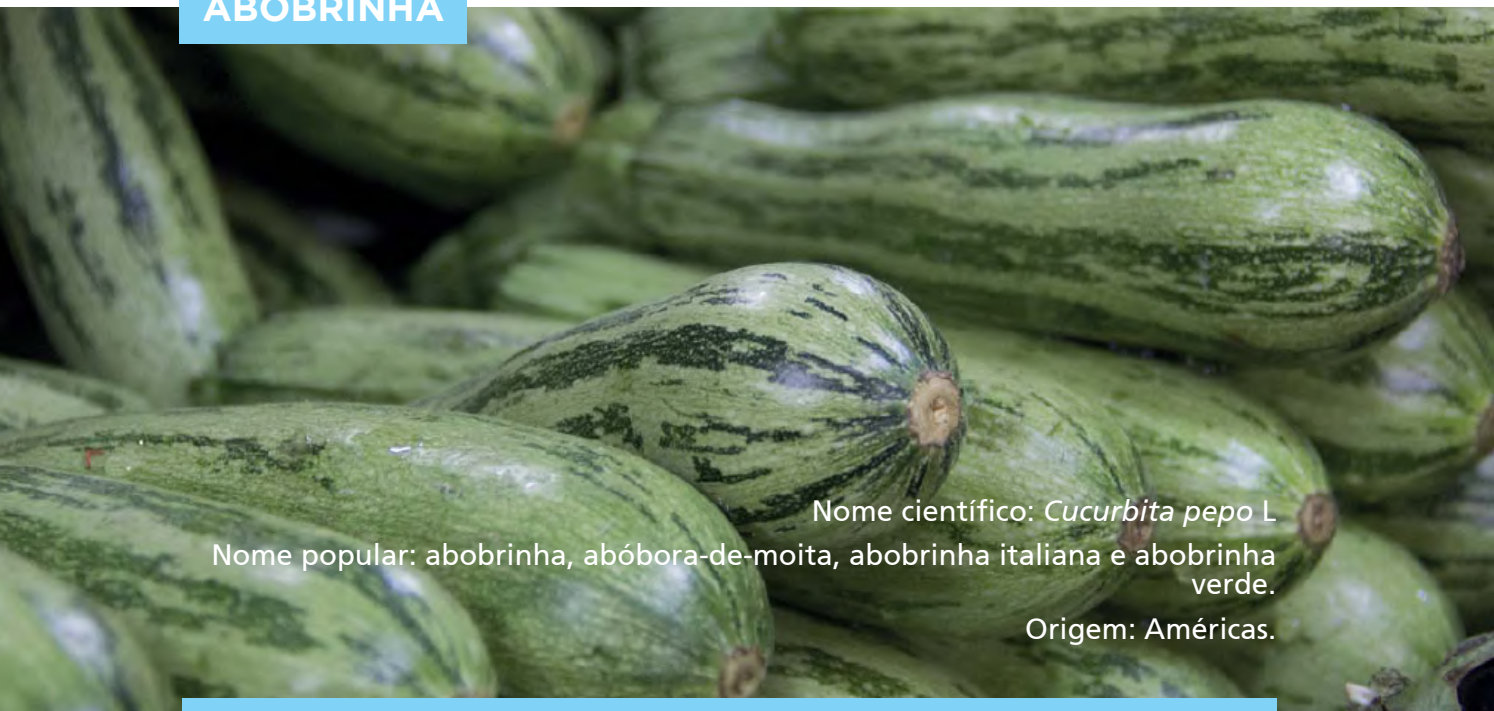 ABOBRINHA
Nome científico: Cucurbita pepo L
Nome popular: abobrinha, abóbora-de-moita, abobrinha italiana e abobrinha
verde.
Origem: Américas.